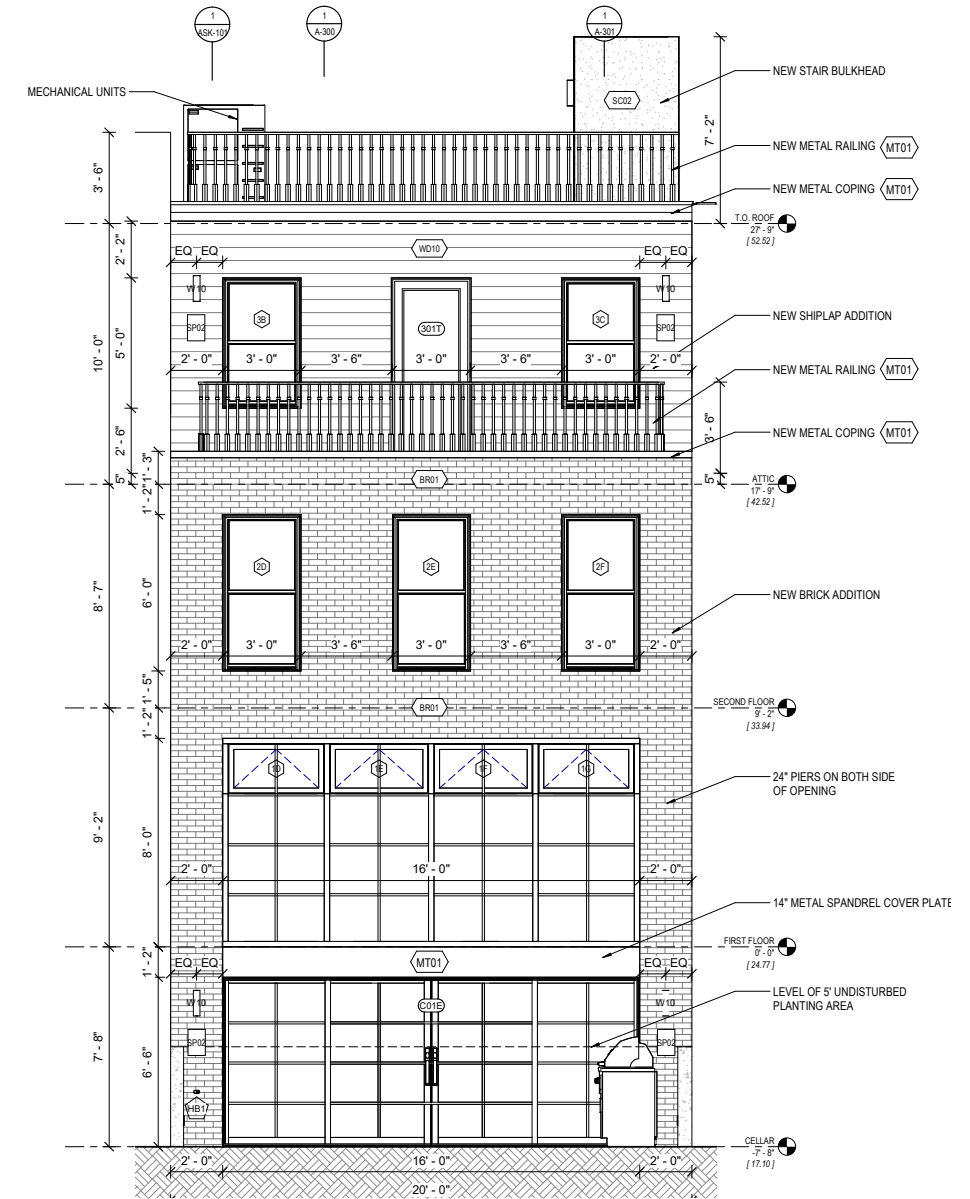 1
ASK-101
1
A-300
1
A-301
NEW STAIR BULKHEAD
MECHANICAL UNITS
SC02
7' - 2"
3' - 6"
NEW METAL RAILING MT01
NEW METAL COPING MT01
T.O. ROOF
27' - 9"
[ 52.52 ]
2' - 2"
EQ EQ
WD10
EQ EQ
W10
W10
3B
301T
3C
SP02
SP02
NEW SHIPLAP ADDITION
10' - 0"
5' - 0"
2' - 0" 3' - 0" 3' - 6" 3' - 0" 3' - 6" 3' - 0" 2' - 0"
NEW METAL RAILING MT01
3' - 6"
2' - 6"
NEW METAL COPING MT01
1' - 3"
5"
BR01
5"
ATTIC
17' - 9"
[ 42.52 ]
1' - 2"
2D
2E
2F
8' - 7"
6' - 0"
NEW BRICK ADDITION
2' - 0" 3' - 0" 3' - 6" 3' - 0" 3' - 6" 3' - 0" 2' - 0"
1' - 5"
BR01
SECOND FLOOR
9' - 2"
[ 33.94 ]
1' - 2"
1D
1E
1F
1G
24" PIERS ON BOTH SIDE
OF OPENING
9' - 2"
8' - 0"
2' - 0" 16' - 0" 2' - 0"
14" METAL SPANDREL COVER PLATE
FIRST FLOOR
0' - 0"
[ 24.77 ]
1' - 2"
EQ EQ
MT01
EQ EQ
W10
C01E
W10
LEVEL OF 5' UNDISTURBED
PLANTING AREA
SP02
SP02
7' - 8"
6' - 6"
HB1
CELLAR
-7' - 8"
[ 17.10 ]
2' - 0" 16' - 0" 2' - 0"
20' - 0"